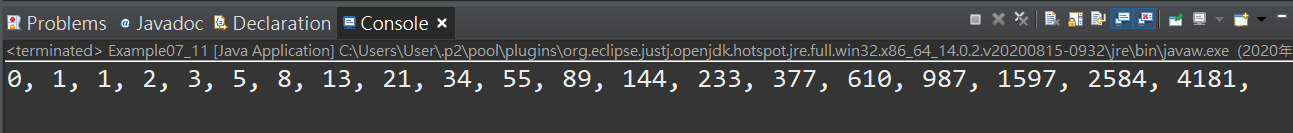 Problems @ Javadoc Declaration Console
<terminated> Example07_11 [Java Application] C:\Users\User\.p2\pool\plugins\org.eclipse.justj.openjdk.hotspot.jre.full.win32.x86_64_14.0.2.v20200815-0932\jre\bin\javaw.exe (2020年
0, 1, 1, 2, 3, 5, 8, 13, 21, 34, 55, 89, 144, 233, 377, 610, 987, 1597, 2584, 4181,